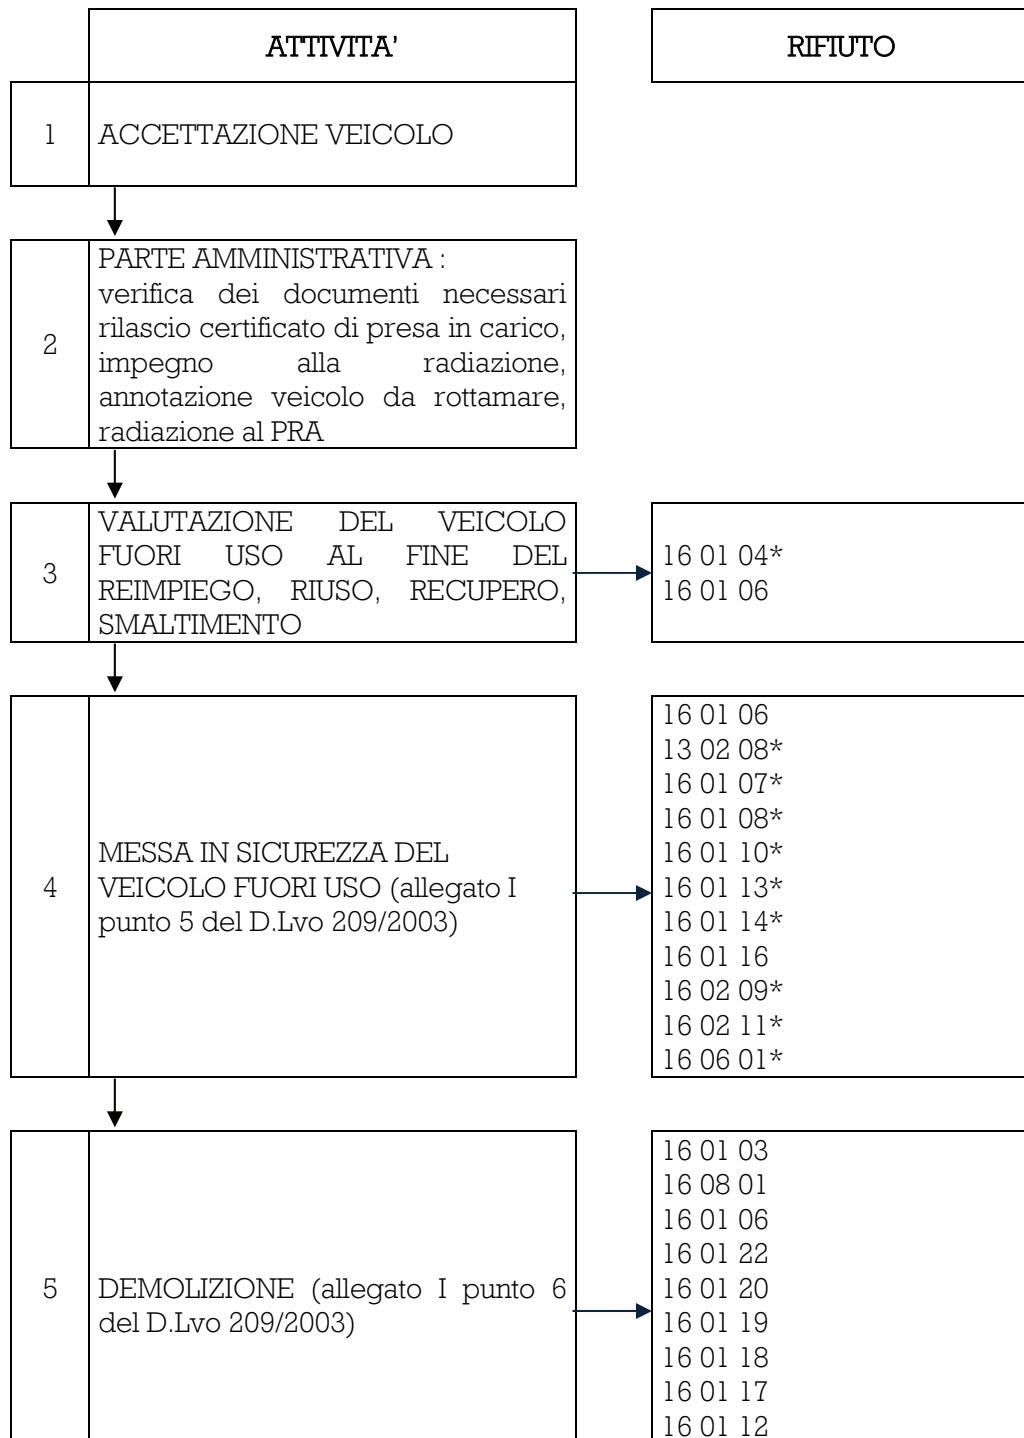 ATTIVITA'
RIFIUTO
1
ACCETTAZIONE VEICOLO
2
PARTE AMMINISTRATIVA :
verifica dei documenti necessari
rilascio certificato di presa in carico,
impegno alla radiazione,
annotazione veicolo da rottamare,
radiazione al PRA
3
VALUTAZIONE DEL VEICOLO
FUORI USO AL FINE DEL
REIMPIEGO, RIUSO, RECUPERO,
SMALTIMENTO
16 01 04*
16 01 06
4
MESSA IN SICUREZZA DEL
VEICOLO FUORI USO (allegato I
punto 5 del D.Lvo 209/2003)
16 01 06
13 02 08*
16 01 07*
16 01 08*
16 01 10*
16 01 13*
16 01 14*
16 01 16
16 02 09*
16 02 11*
16 06 01*
5
DEMOLIZIONE (allegato I punto 6
del D.Lvo 209/2003)
16 01 03
16 08 01
16 01 06
16 01 22
16 01 20
16 01 19
16 01 18
16 01 17
16 01 12